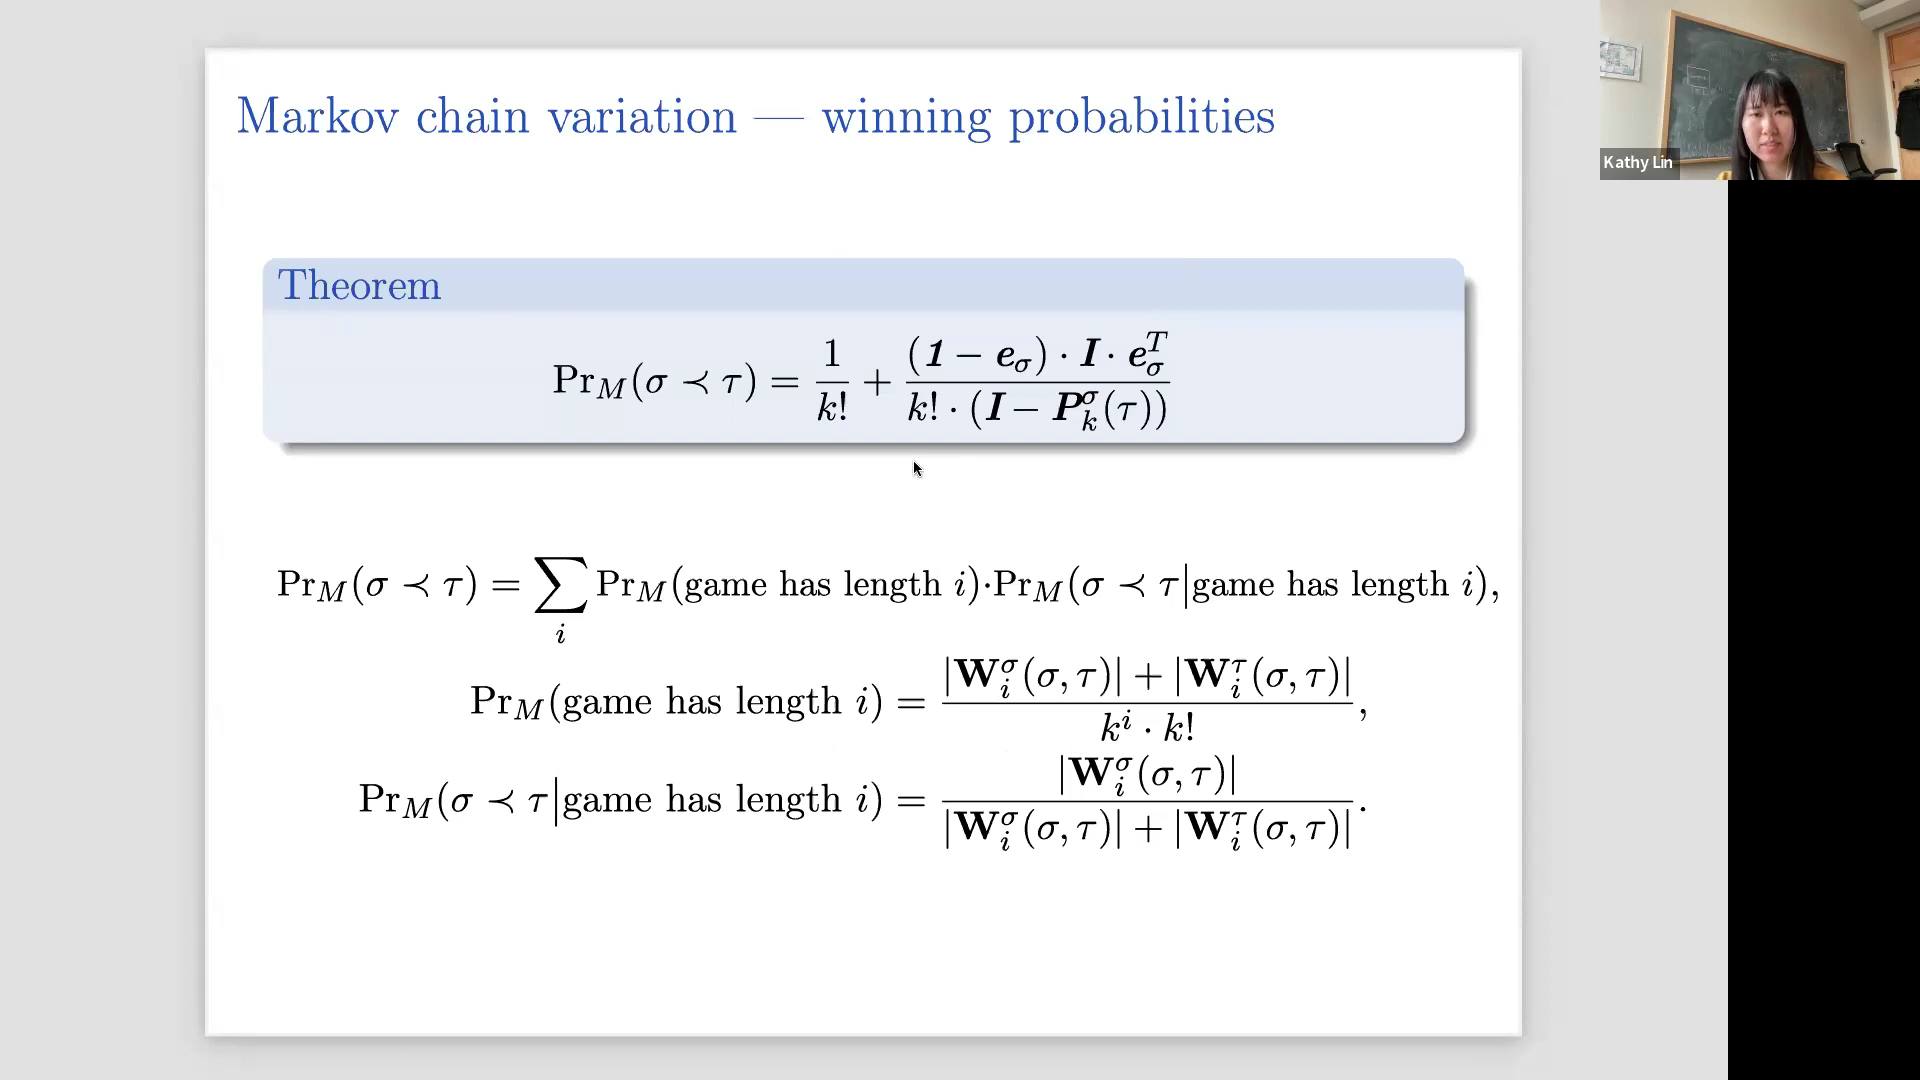 Markov chain variation — winning probabilities
Kathy Lin
Theorem
Pr_M(σ ≺ τ) = 1/k! + ((1 − e_σ) · I · e_σ^T)/(k! · (I − P_k^σ(τ)))
Pr_M(σ ≺ τ) = ∑_i Pr_M(game has length i)·Pr_M(σ ≺ τ|game has length i),
Pr_M(game has length i) = (|W_i^σ(σ, τ)| + |W_i^τ(σ, τ)|)/(k^i · k!),
Pr_M(σ ≺ τ|game has length i) = |W_i^σ(σ, τ)|/(|W_i^σ(σ, τ)| + |W_i^τ(σ, τ)|).